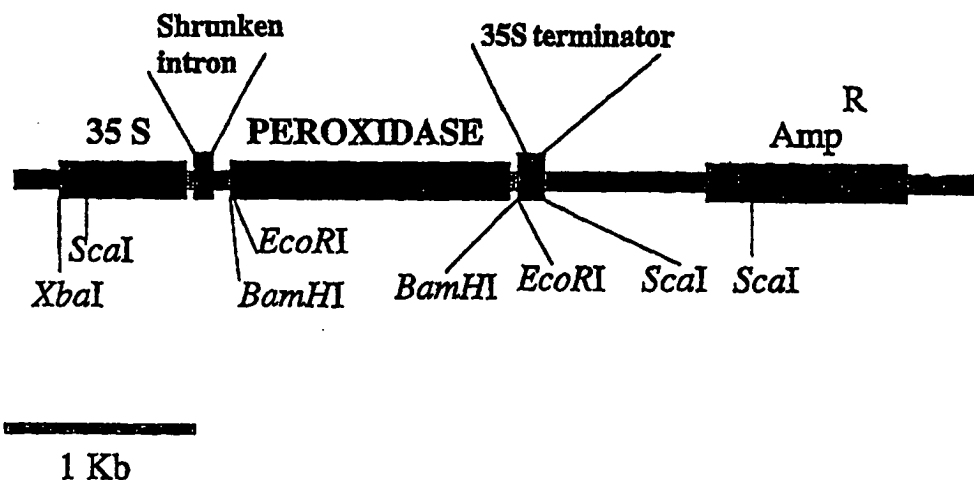 Shrunken
intron
35S terminator
35 S
PEROXIDASE
Amp R
ScaI
EcoRI
XbaI
BamHI
BamHI
EcoRI
ScaI
ScaI
1 Kb